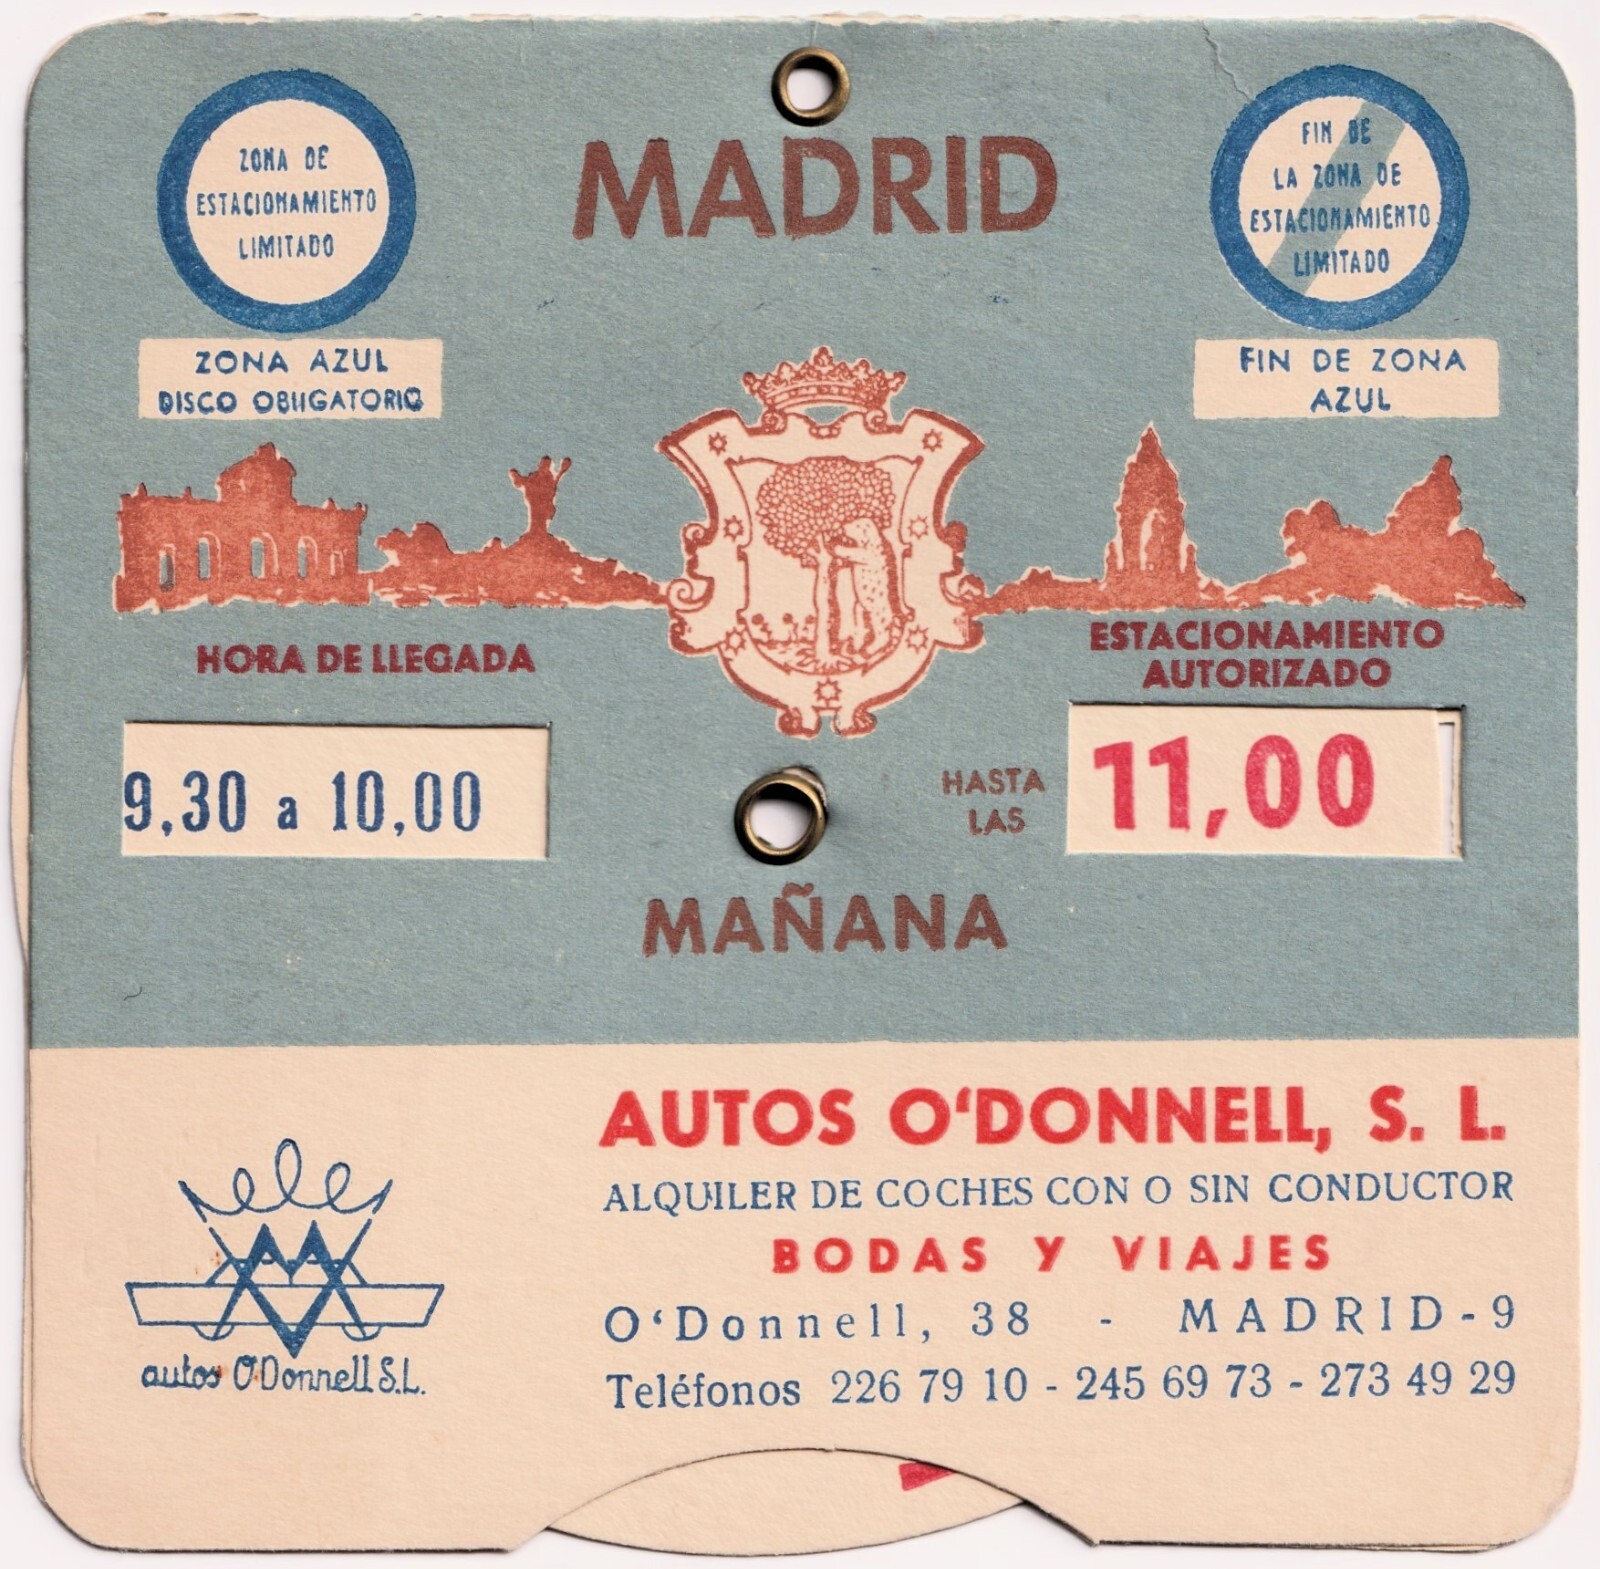 MADRID
ZONA DE
ESTACIONAMIENTO
LIMITADO
ZONA AZUL
DISCO OBLIGATORIO
FIN DE
LA ZONA DE
ESTACIONAMIENTO
LIMITADO
FIN DE ZONA
AZUL
HORA DE LLEGADA
9,30 a 10,00
ESTACIONAMIENTO
AUTORIZADO
HASTA
LAS
11,00
MAÑANA
autos O'Donnell S.L.
AUTOS O'DONNELL, S. L.
ALQUILER DE COCHES CON O SIN CONDUCTOR
BODAS Y VIAJES
O'Donnell, 38 - MADRID-9
Teléfonos 226 79 10 - 245 69 73 - 273 49 29